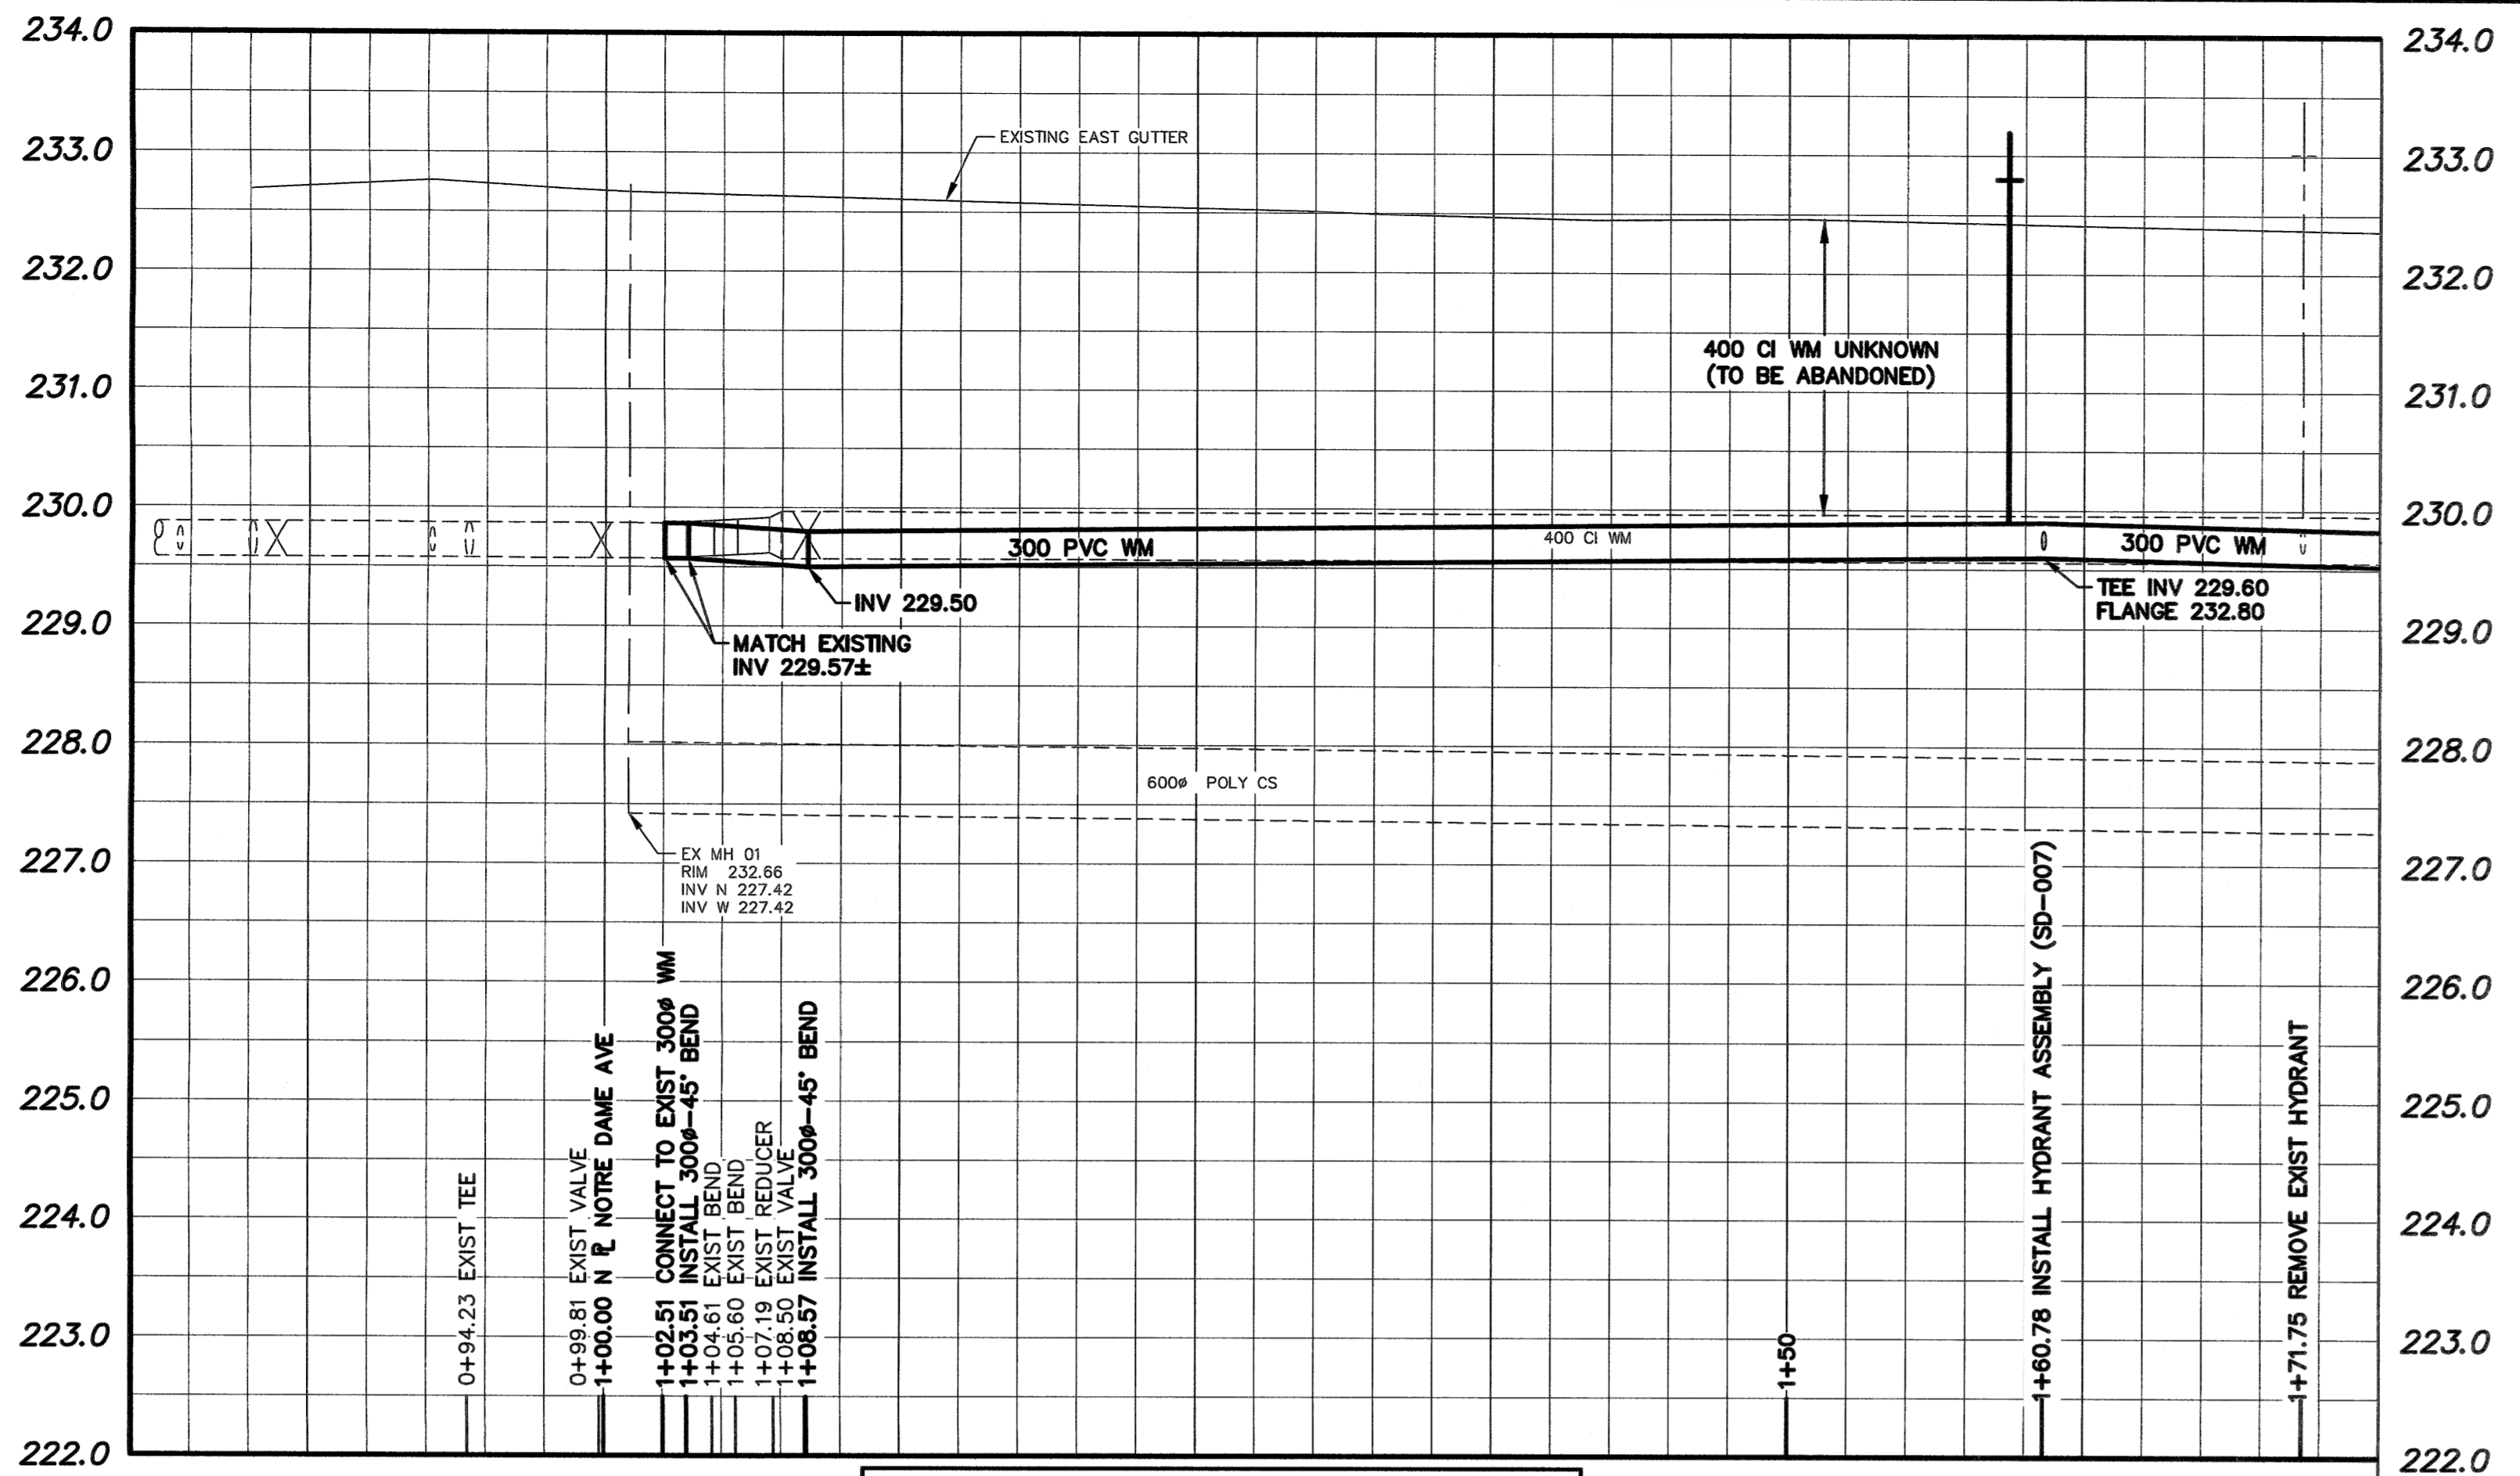 234.0
233.0
232.0
231.0
230.0
229.0
228.0
227.0
226.0
225.0
224.0
223.0
222.0
EXISTING EAST GUTTER
400 CI WM UNKNOWN
(TO BE ABANDONED)
300 PVC WM
400 CI WM
300 PVC WM
INV 229.50
TEE INV 229.60
FLANGE 232.80
MATCH EXISTING
INV 229.57±
600ø POLY CS
EX MH 01
RIM 232.66
INV N 227.42
INV W 227.42
0+94.23 EXIST TEE
0+99.81 EXIST VALVE
1+00.00 N PL NOTRE DAME AVE
1+02.51 CONNECT TO EXIST 300ø WM
1+03.51 INSTALL 300ø-45° BEND
1+04.61 EXIST BEND
1+05.60 EXIST BEND
1+07.19 EXIST REDUCER
1+08.50 EXIST VALVE
1+08.57 INSTALL 300ø-45° BEND
1+50
1+60.78 INSTALL HYDRANT ASSEMBLY (SD-007)
1+71.75 REMOVE EXIST HYDRANT
234.0
233.0
232.0
231.0
230.0
229.0
228.0
227.0
226.0
225.0
224.0
223.0
222.0